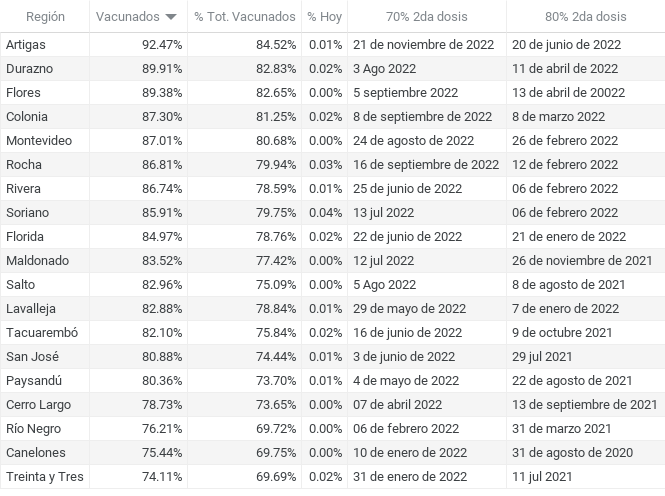 Región Vacunados % Tot. Vacunados % Hoy 70% 2da dosis 80% 2da dosis
Artigas 92.47% 84.52% 0.01% 21 de noviembre de 2022 20 de junio de 2022
Durazno 89.91% 82.83% 0.02% 3 Ago 2022 11 de abril de 2022
Flores 89.38% 82.65% 0.00% 5 septiembre 2022 13 de abril de 20022
Colonia 87.30% 81.25% 0.02% 8 de septiembre de 2022 8 de marzo 2022
Montevideo 87.01% 80.68% 0.00% 24 de agosto de 2022 26 de febrero 2022
Rocha 86.81% 79.94% 0.03% 16 de septiembre de 2022 12 de febrero 2022
Rivera 86.74% 78.59% 0.01% 25 de junio de 2022 06 de febrero 2022
Soriano 85.91% 79.75% 0.04% 13 jul 2022 06 de febrero 2022
Florida 84.97% 78.76% 0.02% 22 de junio de 2022 21 de enero de 2022
Maldonado 83.52% 77.42% 0.00% 12 jul 2022 26 de noviembre de 2021
Salto 82.96% 75.09% 0.00% 5 Ago 2022 8 de agosto de 2021
Lavalleja 82.88% 78.84% 0.01% 29 de mayo de 2022 7 de enero de 2022
Tacuarembó 82.10% 75.84% 0.02% 16 de junio de 2022 9 de octubre 2021
San José 80.88% 74.44% 0.01% 3 de junio de 2022 29 jul 2021
Paysandú 80.36% 73.70% 0.01% 4 de mayo de 2022 22 de agosto de 2021
Cerro Largo 78.73% 73.65% 0.00% 07 de abril 2022 13 de septiembre de 2021
Río Negro 76.21% 69.72% 0.00% 06 de febrero 2022 31 de marzo 2021
Canelones 75.44% 69.75% 0.00% 10 de enero de 2022 31 de agosto de 2020
Treinta y Tres 74.11% 69.69% 0.02% 31 de enero de 2022 11 jul 2021